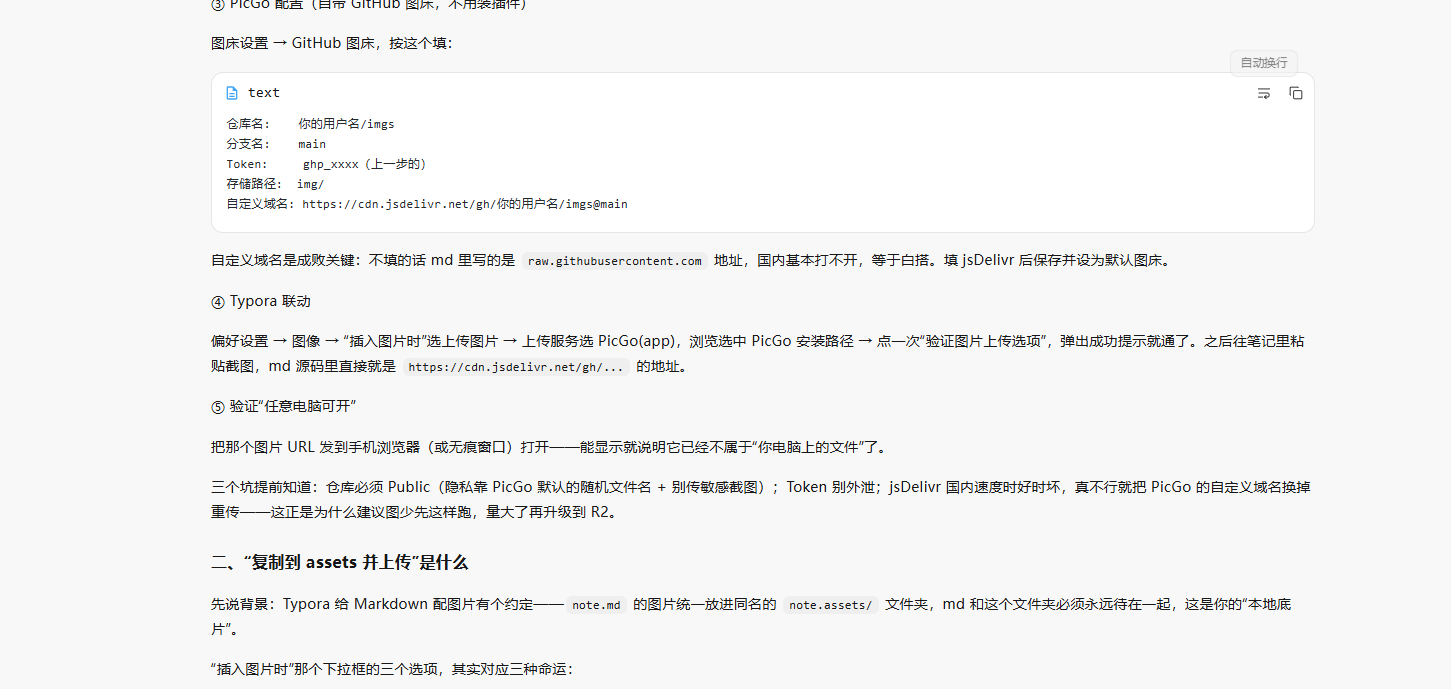 ③ PicGo 配置（自带 GitHub 图床，不用装插件）
图床设置 → GitHub 图床，按这个填：
自动换行
text
仓库名：  你的用户名/imgs
分支名：  main
Token:   ghp_xxxx（上一步的）
存储路径： img/
自定义域名: https://cdn.jsdelivr.net/gh/你的用户名/imgs@main
自定义域名是成败关键：不填的话 md 里写的是 raw.githubusercontent.com 地址，国内基本打不开，等于白搭。填 jsDelivr 后保存并设为默认图床。
④ Typora 联动
偏好设置 → 图像 → “插入图片时”选上传图片 → 上传服务选 PicGo(app)，浏览选中 PicGo 安装路径 → 点一次“验证图片上传选项”，弹出成功提示就通了。之后往笔记里粘
贴截图，md 源码里直接就是 https://cdn.jsdelivr.net/gh/... 的地址。
⑤ 验证“任意电脑可开”
把那个图片 URL 发到手机浏览器（或无痕窗口）打开——能显示就说明它已经不属于“你电脑上的文件”了。
三个坑提前知道：仓库必须 Public（隐私靠 PicGo 默认的随机文件名 + 别传敏感截图）；Token 别外泄；jsDelivr 国内速度时好时坏，真不行就把 PicGo 的自定义域名换掉
重传——这正是为什么建议图少先这样跑，量大了再升级到 R2。
二、“复制到 assets 并上传”是什么
先说背景：Typora 给 Markdown 配图片有个约定—— note.md 的图片统一放进同名的 note.assets/ 文件夹，md 和这个文件夹必须永远待在一起，这是你的“本地底
片”。
“插入图片时”那个下拉框的三个选项，其实对应三种命运：